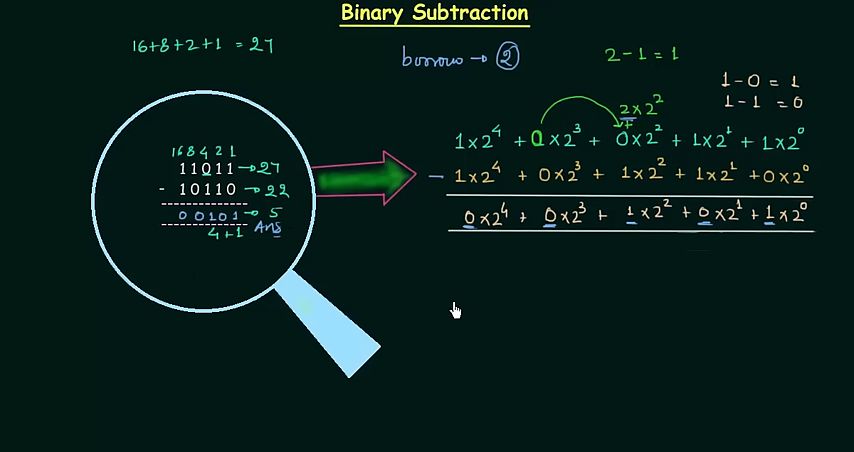 Binary Subtraction
16+8+2+1 = 27
borrow → 2
2-1 = 1
1-0 = 1
1-1 = 0
16 8 4 2 1
11011 → 27
- 10110 → 22
00101 → 5
4+1 Ans
2×2²
+
1×2⁴ + 0×2³ + 0×2² + 1×2¹ + 1×2⁰
- 1×2⁴ + 0×2³ + 1×2² + 1×2¹ + 0×2⁰
0×2⁴ + 0×2³ + 1×2² + 0×2¹ + 1×2⁰